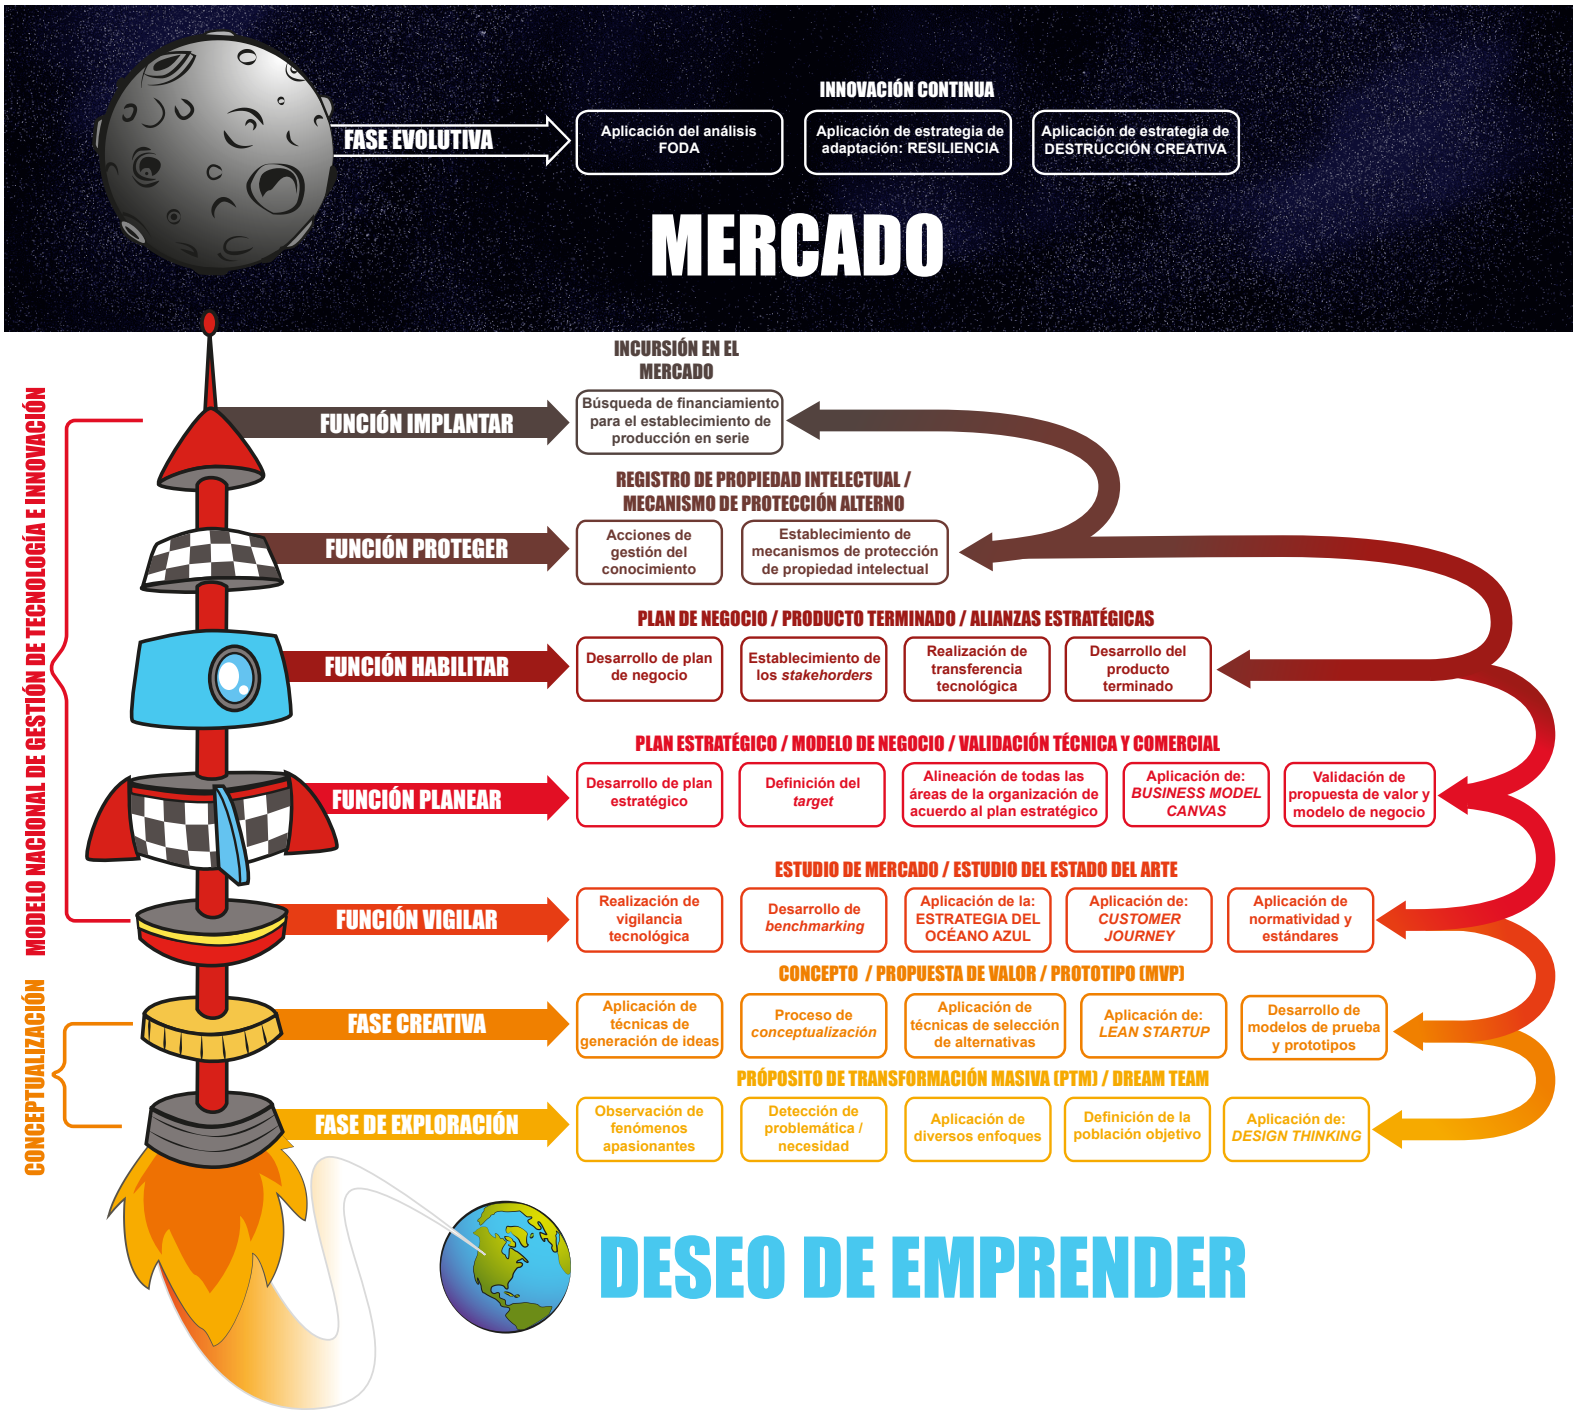 INNOVACIÓN CONTINUA
FASE EVOLUTIVA
Aplicación del análisis
FODA
Aplicación de estrategia de
adaptación: RESILIENCIA
Aplicación de estrategia de
DESTRUCCIÓN CREATIVA
MERCADO
MODELO NACIONAL DE GESTIÓN DE TECNOLOGÍA E INNOVACIÓN
INCURSIÓN EN EL
MERCADO
FUNCIÓN IMPLANTAR
Búsqueda de financiamiento
para el establecimiento de
producción en serie
REGISTRO DE PROPIEDAD INTELECTUAL /
MECANISMO DE PROTECCIÓN ALTERNO
FUNCIÓN PROTEGER
Acciones de
gestión del
conocimiento
Establecimiento de
mecanismos de protección
de propiedad intelectual
PLAN DE NEGOCIO / PRODUCTO TERMINADO / ALIANZAS ESTRATÉGICAS
FUNCIÓN HABILITAR
Desarrollo de plan
de negocio
Establecimiento de
los stakehorders
Realización de
transferencia
tecnológica
Desarrollo del
producto
terminado
PLAN ESTRATÉGICO / MODELO DE NEGOCIO / VALIDACIÓN TÉCNICA Y COMERCIAL
FUNCIÓN PLANEAR
Desarrollo de plan
estratégico
Definición del
target
Alineación de todas las
áreas de la organización de
acuerdo al plan estratégico
Aplicación de:
BUSINESS MODEL
CANVAS
Validación de
propuesta de valor y
modelo de negocio
ESTUDIO DE MERCADO / ESTUDIO DEL ESTADO DEL ARTE
FUNCIÓN VIGILAR
Realización de
vigilancia
tecnológica
Desarrollo de
benchmarking
Aplicación de la:
ESTRATEGIA DEL
OCÉANO AZUL
Aplicación de:
CUSTOMER
JOURNEY
Aplicación de
normatividad y
estándares
CONCEPTUALIZACIÓN
CONCEPTO / PROPUESTA DE VALOR / PROTOTIPO (MVP)
FASE CREATIVA
Aplicación de
técnicas de
generación de ideas
Proceso de
conceptualización
Aplicación de
técnicas de selección
de alternativas
Aplicación de:
LEAN STARTUP
Desarrollo de
modelos de prueba
y prototipos
PRÓPOSITO DE TRANSFORMACIÓN MASIVA (PTM) / DREAM TEAM
FASE DE EXPLORACIÓN
Observación de
fenómenos
apasionantes
Detección de
problemática /
necesidad
Aplicación de
diversos enfoques
Definición de la
población objetivo
Aplicación de:
DESIGN THINKING
DESEO DE EMPRENDER